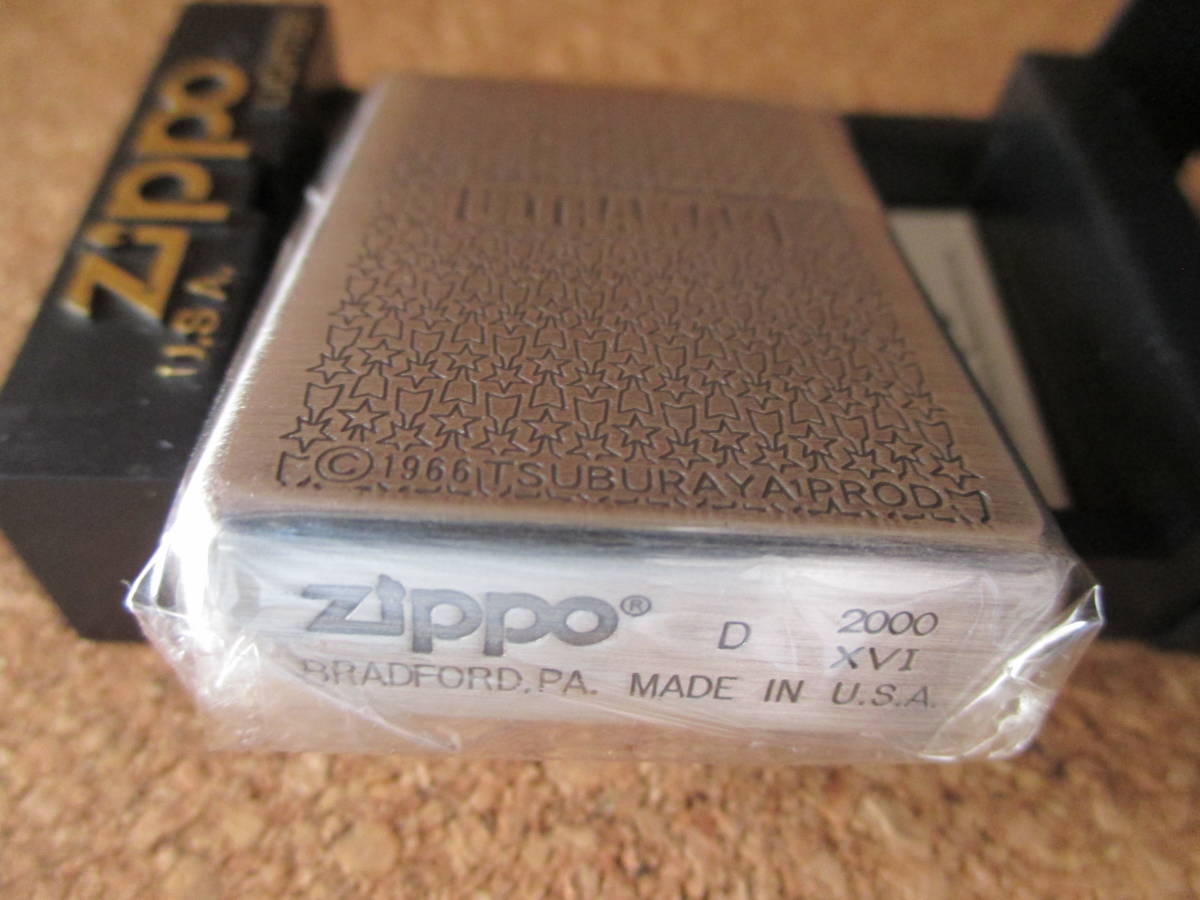 zippo
U.S.A.
© 1966 TSUBURAYA PROD
zippo® D 2000
XVI
BRADFORD, PA. MADE IN U.S.A.